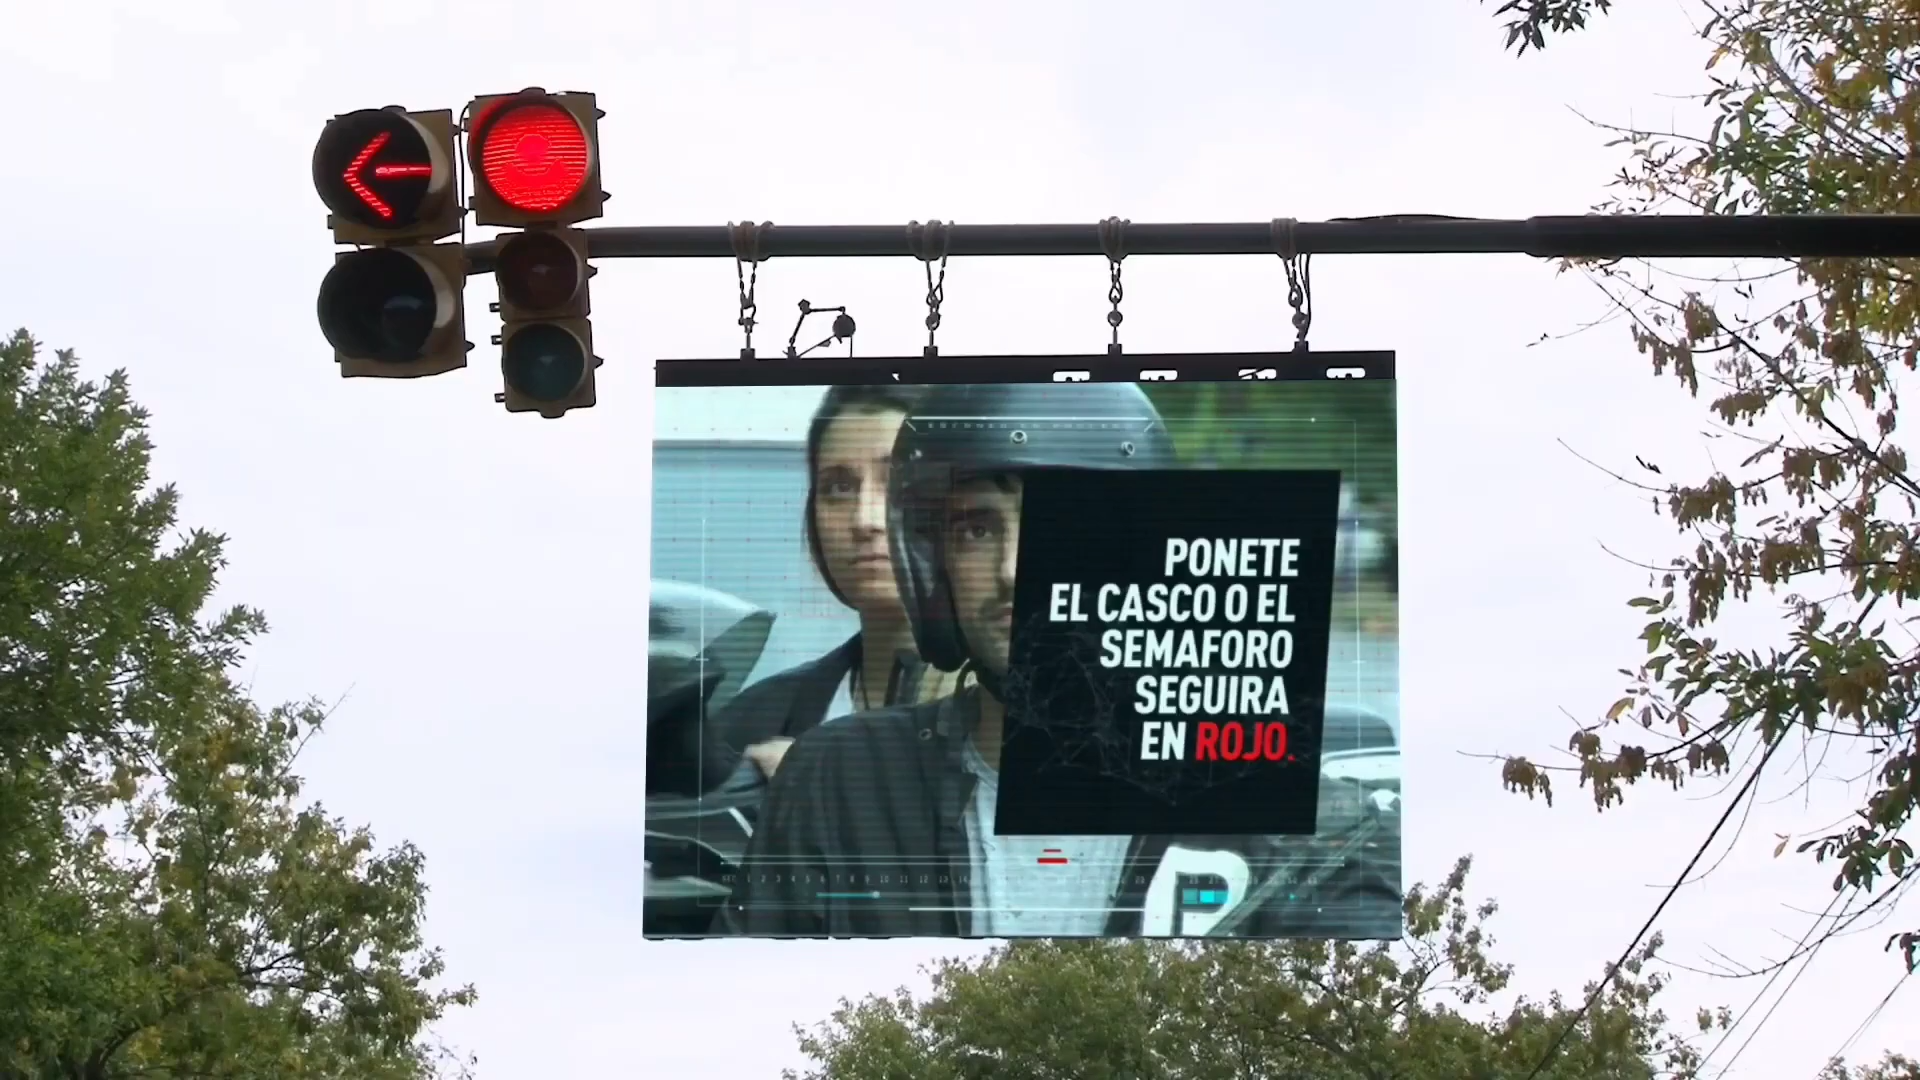 PONETE
EL CASCO O EL
SEMAFORO
SEGUIRA
EN ROJO.
P